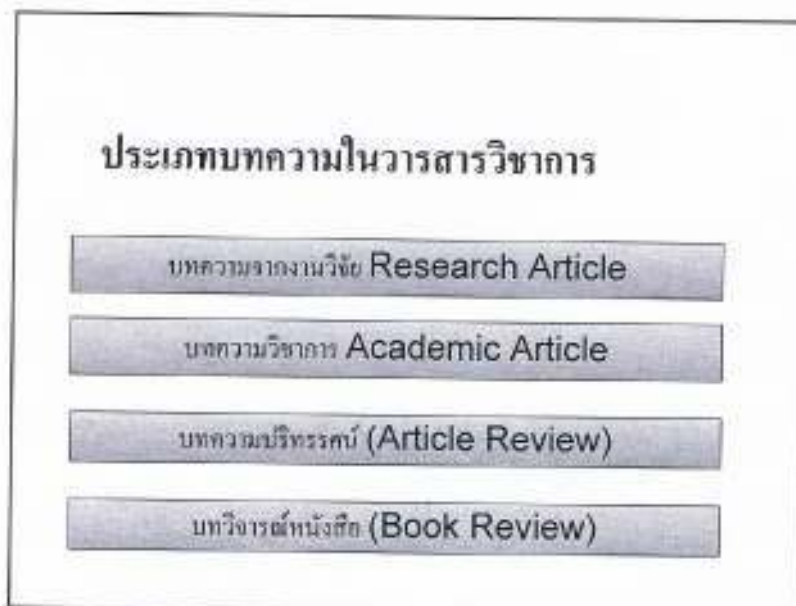 ประเภทบทความในวารสารวิชาการ
บทความจากงานวิจัย Research Article
บทความวิชาการ Academic Article
บทความปริทรรศน์ (Article Review)
บทวิจารณ์หนังสือ (Book Review)